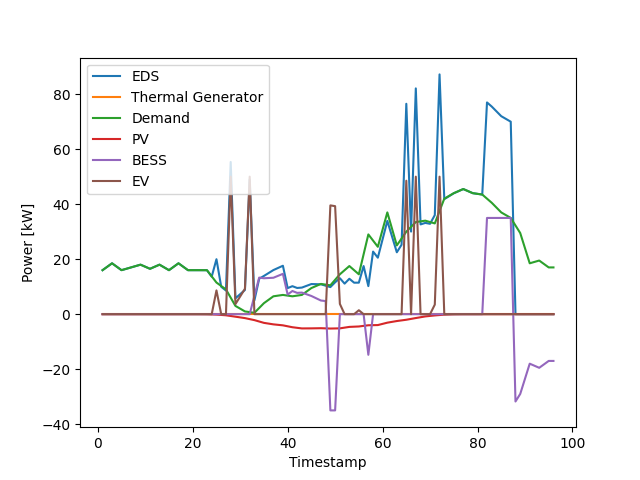 EDS
Thermal Generator
Demand
PV
BESS
EV
80
60
40
20
0
−20
−40
Power [kW]
0 20 40 60 80 100
Timestamp